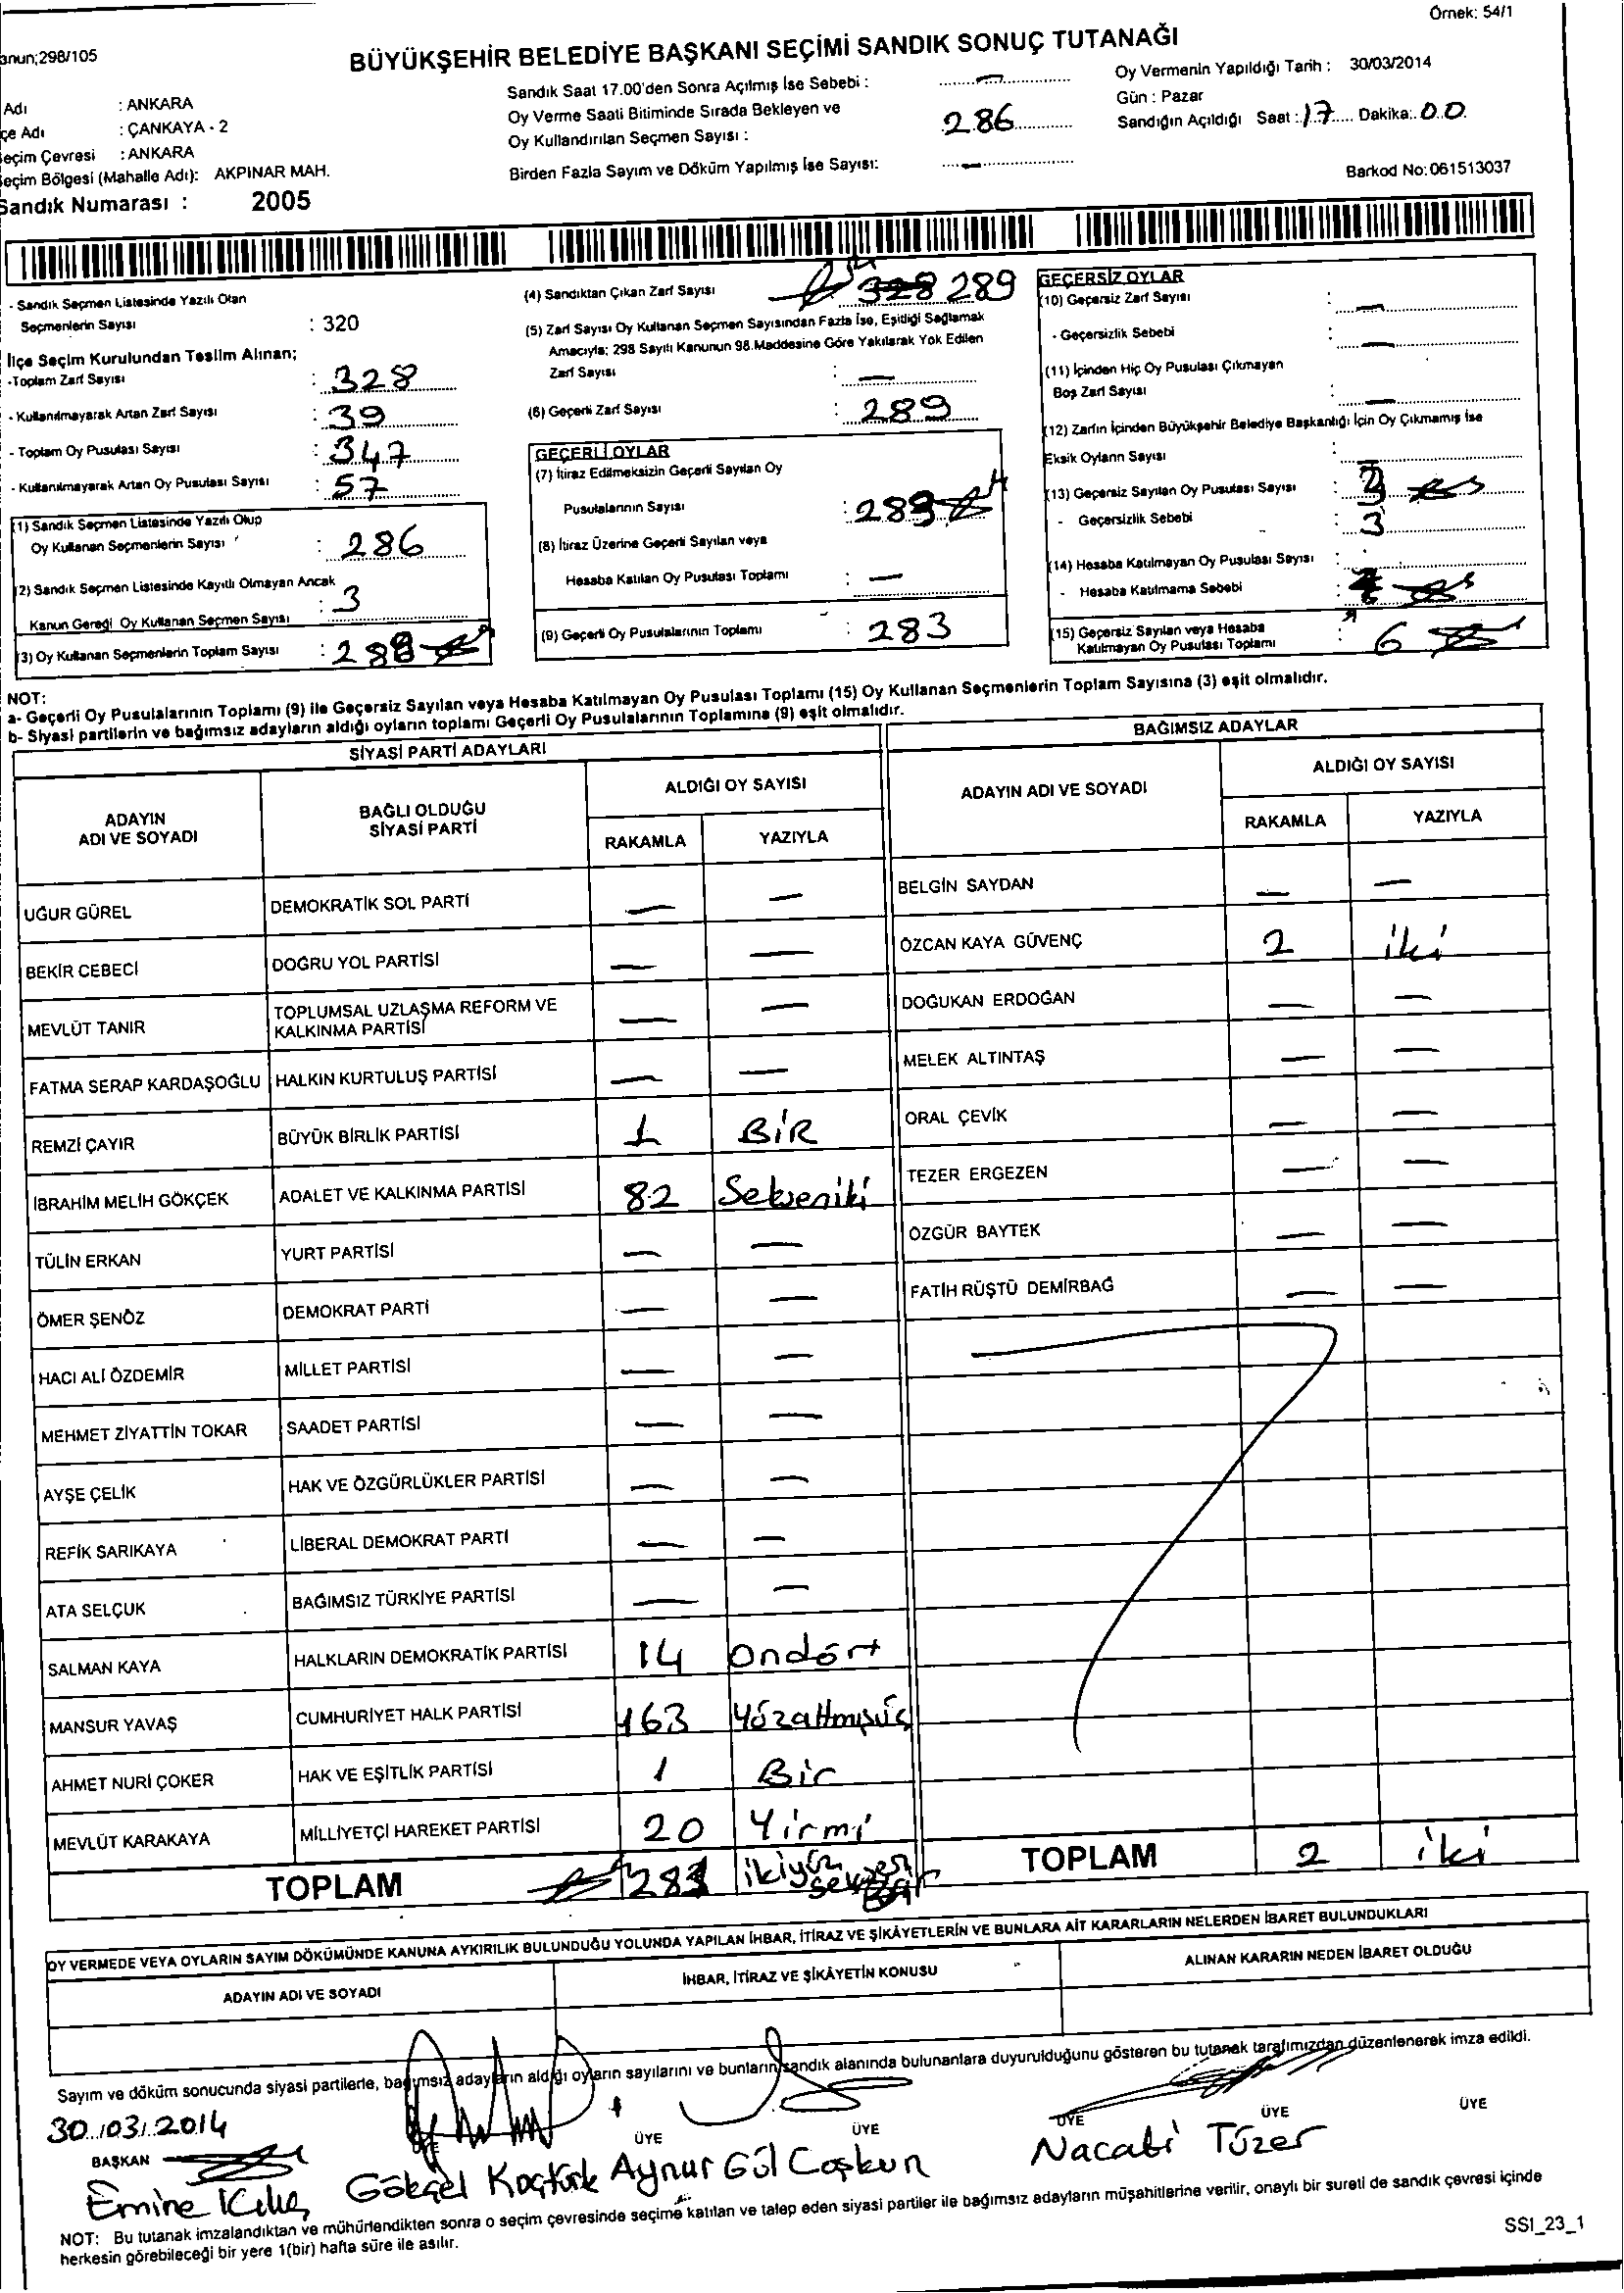 Örnek: 54/1
anun;298/105
BÜYÜKŞEHİR BELEDİYE BAŞKANI SEÇİMİ SANDIK SONUÇ TUTANAĞI
Adı : ANKARA
çe Adı : ÇANKAYA - 2
eçim Çevresi : ANKARA
eçim Bölgesi (Mahalle Adı): AKPINAR MAH.
Sandık Numarası : 2005
Sandık Saat 17.00'den Sonra Açılmış İse Sebebi : —
Oy Verme Saati Bitiminde Sırada Bekleyen ve
Oy Kullandırılan Seçmen Sayısı : 286
Birden Fazla Sayım ve Döküm Yapılmış İse Sayısı: —
Oy Vermenin Yapıldığı Tarih : 30/03/2014
Gün : Pazar
Sandığın Açıldığı Saat : 17 Dakika: 00
Barkod No: 061513037
- Sandık Seçmen Listesinde Yazılı Olan
Seçmenlerin Sayısı : 320
İlçe Seçim Kurulundan Teslim Alınan;
-Toplam Zarf Sayısı : 328
- Kullanılmayarak Artan Zarf Sayısı : 39
- Toplam Oy Pusulası Sayısı : 347
- Kullanılmayarak Artan Oy Pusulası Sayısı : 57
(1) Sandık Seçmen Listesinde Yazılı Olup
Oy Kullanan Seçmenlerin Sayısı : 286
(2) Sandık Seçmen Listesinde Kayıtlı Olmayan Ancak
Kanun Gereği Oy Kullanan Seçmen Sayısı : 3
(3) Oy Kullanan Seçmenlerin Toplam Sayısı :
(4) Sandıktan Çıkan Zarf Sayısı 328 289
(5) Zarf Sayısı Oy Kullanan Seçmen Sayısından Fazla İse, Eşitliği Sağlamak
Amacıyla; 298 Sayılı Kanunun 98.Maddesine Göre Yakılarak Yok Edilen
Zarf Sayısı : —
(6) Geçerli Zarf Sayısı : 289
GEÇERLİ OYLAR
(7) İtiraz Edilmeksizin Geçerli Sayılan Oy
Pusulalarının Sayısı :
(8) İtiraz Üzerine Geçerli Sayılan veya
Hesaba Katılan Oy Pusulası Toplamı : —
(9) Geçerli Oy Pusulalarının Toplamı : 283
GEÇERSİZ OYLAR
(10) Geçersiz Zarf Sayısı : —
- Geçersizlik Sebebi : —
(11) İçinden Hiç Oy Pusulası Çıkmayan
Boş Zarf Sayısı : —
(12) Zarfın İçinden Büyükşehir Belediye Başkanlığı İçin Oy Çıkmamış İse
Eksik Oyların Sayısı :
(13) Geçersiz Sayılan Oy Pusulası Sayısı :
- Geçersizlik Sebebi : 3
(14) Hesaba Katılmayan Oy Pusulası Sayısı :
- Hesaba Katılmama Sebebi :
(15) Geçersiz Sayılan veya Hesaba
Katılmayan Oy Pusulası Toplamı : 6
NOT:
a- Geçerli Oy Pusulalarının Toplamı (9) ile Geçersiz Sayılan veya Hesaba Katılmayan Oy Pusulası Toplamı (15) Oy Kullanan Seçmenlerin Toplam Sayısına (3) eşit olmalıdır.
b- Siyasi partilerin ve bağımsız adayların aldığı oyların toplamı Geçerli Oy Pusulalarının Toplamına (9) eşit olmalıdır.
SİYASİ PARTİ ADAYLARI
ADAYIN ADI VE SOYADI BAĞLI OLDUĞU SİYASİ PARTİ ALDIĞI OY SAYISI
RAKAMLA YAZIYLA
UĞUR GÜREL DEMOKRATİK SOL PARTİ — —
BEKİR CEBECİ DOĞRU YOL PARTİSİ — —
MEVLÜT TANIR TOPLUMSAL UZLAŞMA REFORM VE KALKINMA PARTİSİ — —
FATMA SERAP KARDAŞOĞLU HALKIN KURTULUŞ PARTİSİ — —
REMZİ ÇAYIR BÜYÜK BİRLİK PARTİSİ 1 BİR
İBRAHİM MELİH GÖKÇEK ADALET VE KALKINMA PARTİSİ 82 Sekseniki
TÜLİN ERKAN YURT PARTİSİ — —
ÖMER ŞENÖZ DEMOKRAT PARTİ — —
HACI ALİ ÖZDEMİR MİLLET PARTİSİ — —
MEHMET ZİYATTİN TOKAR SAADET PARTİSİ — —
AYŞE ÇELİK HAK VE ÖZGÜRLÜKLER PARTİSİ — —
REFİK SARIKAYA LİBERAL DEMOKRAT PARTİ — —
ATA SELÇUK BAĞIMSIZ TÜRKİYE PARTİSİ — —
SALMAN KAYA HALKLARIN DEMOKRATİK PARTİSİ 14 Ondört
MANSUR YAVAŞ CUMHURİYET HALK PARTİSİ 163 Yüzaltmışüç
AHMET NURİ ÇOKER HAK VE EŞİTLİK PARTİSİ 1 Bir
MEVLÜT KARAKAYA MİLLİYETÇİ HAREKET PARTİSİ 20 Yirmi
TOPLAM 281 ikiyüz seksen
BAĞIMSIZ ADAYLAR
ADAYIN ADI VE SOYADI ALDIĞI OY SAYISI
RAKAMLA YAZIYLA
BELGİN SAYDAN — —
ÖZCAN KAYA GÜVENÇ 2 iki
DOĞUKAN ERDOĞAN — —
MELEK ALTINTAŞ — —
ORAL ÇEVİK — —
TEZER ERGEZEN — —
ÖZGÜR BAYTEK — —
FATİH RÜŞTÜ DEMİRBAĞ — —
TOPLAM 2 iki
OY VERMEDE VEYA OYLARIN SAYIM DÖKÜMÜNDE KANUNA AYKIRILIK BULUNDUĞU YOLUNDA YAPILAN İHBAR, İTİRAZ VE ŞİKÂYETLERİN VE BUNLARA AİT KARARLARIN NELERDEN İBARET BULUNDUKLARI
ADAYIN ADI VE SOYADI İHBAR, İTİRAZ VE ŞİKÂYETİN KONUSU ALINAN KARARIN NEDEN İBARET OLDUĞU
Sayım ve döküm sonucunda siyasi partilerle, bağımsız adayların aldığı oyların sayılarını ve bunların sandık alanında bulunanlara duyurulduğunu gösteren bu tutanak tarafımızdan düzenlenerek imza edildi.
30/03/2014
BAŞKAN ÜYE ÜYE ÜYE ÜYE ÜYE
Emine Kılıç Gökçel Koçtürk Aynur Gül Coşkun Nacati Tüzer
NOT: Bu tutanak imzalandıktan ve mühürlendikten sonra o seçim çevresinde seçime katılan ve talep eden siyasi partiler ile bağımsız adayların müşahitlerine verilir, onaylı bir sureti de sandık çevresi içinde
herkesin görebileceği bir yere 1(bir) hafta süre ile asılır.
SSI_23_1